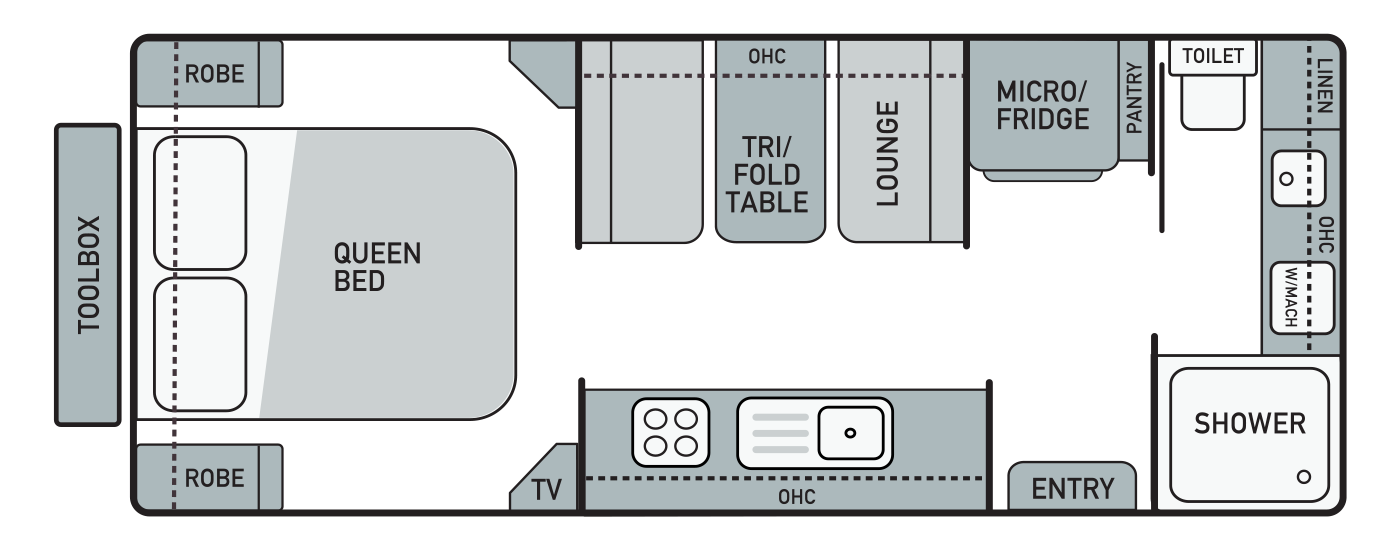 ROBE
OHC
TOILET
MICRO/
FRIDGE
PANTRY
LINEN
TRI/
FOLD
TABLE
LOUNGE
TOOLBOX
QUEEN
BED
OHC
W/MACH
SHOWER
ROBE
TV
OHC
ENTRY